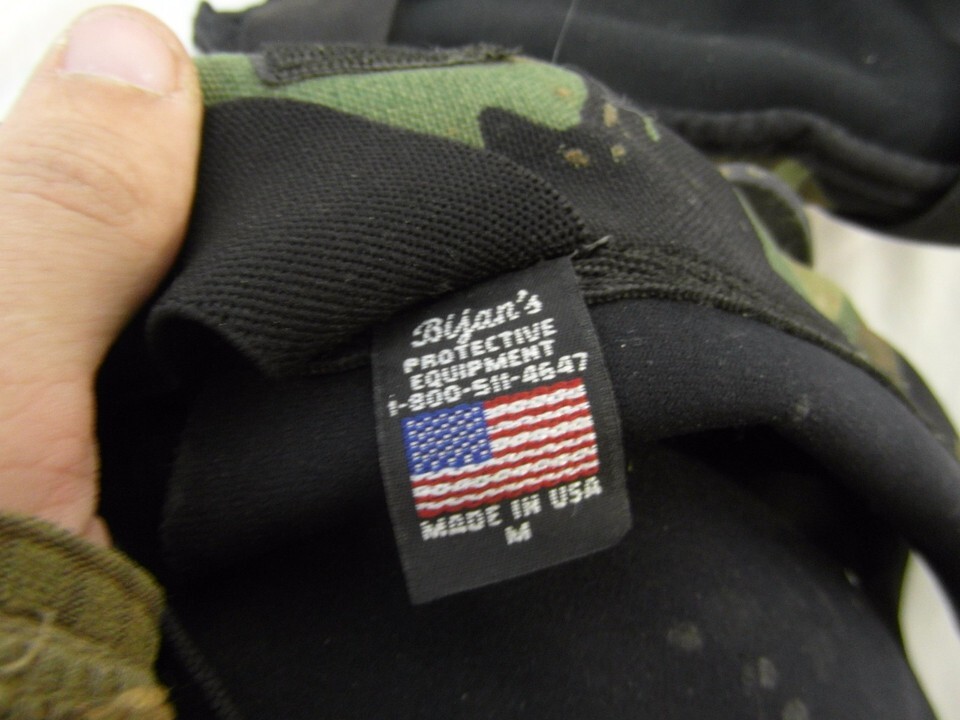 Bijan's
PROTECTIVE
EQUIPMENT
1-800-511-4647
MADE IN USA
M